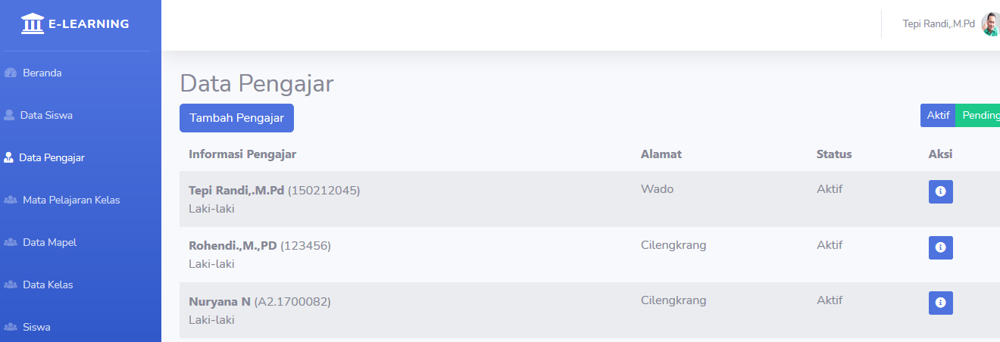 E-LEARNING
Tepi Randi,.M.Pd
Beranda
Data Siswa
Data Pengajar
Mata Pelajaran Kelas
Data Mapel
Data Kelas
Siswa
Data Pengajar
Tambah Pengajar
Aktif Pending
Informasi Pengajar Alamat Status Aksi
Tepi Randi,.M.Pd (150212045) Wado Aktif
Laki-laki
Rohendi.,M.,PD (123456) Cilengkrang Aktif
Laki-laki
Nuryana N (A2.1700082) Cilengkrang Aktif
Laki-laki